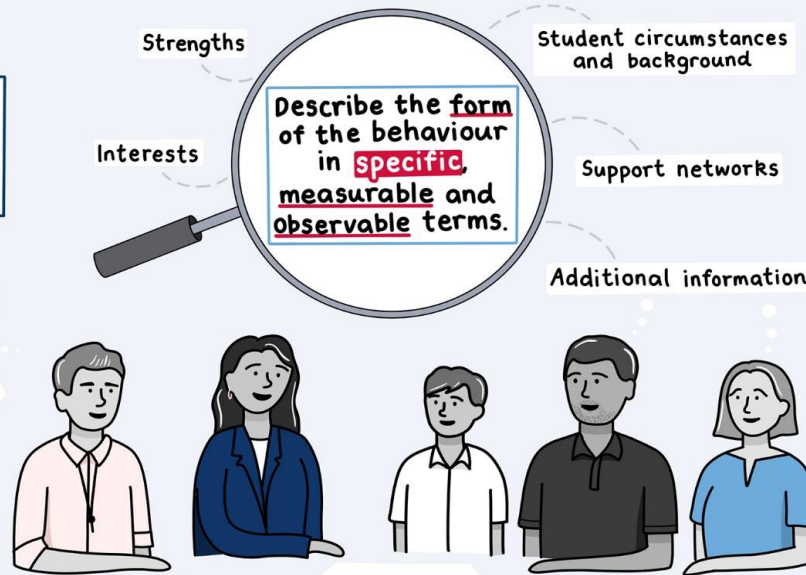 Strengths
Interests
Describe the form
of the behaviour
in specific,
measurable and
observable terms.
Student circumstances
and background
Support networks
Additional information